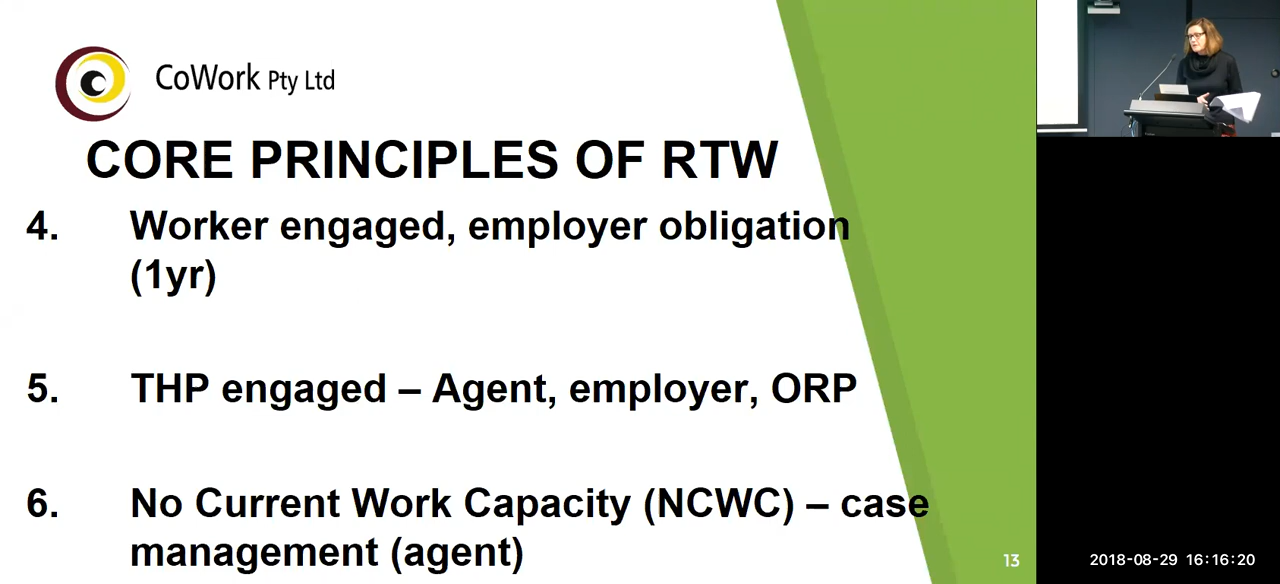 CoWork Pty Ltd
CORE PRINCIPLES OF RTW
4. Worker engaged, employer obligation
(1yr)
5. THP engaged – Agent, employer, ORP
6. No Current Work Capacity (NCWC) – case
management (agent)
13
2018-08-29 16:16:20